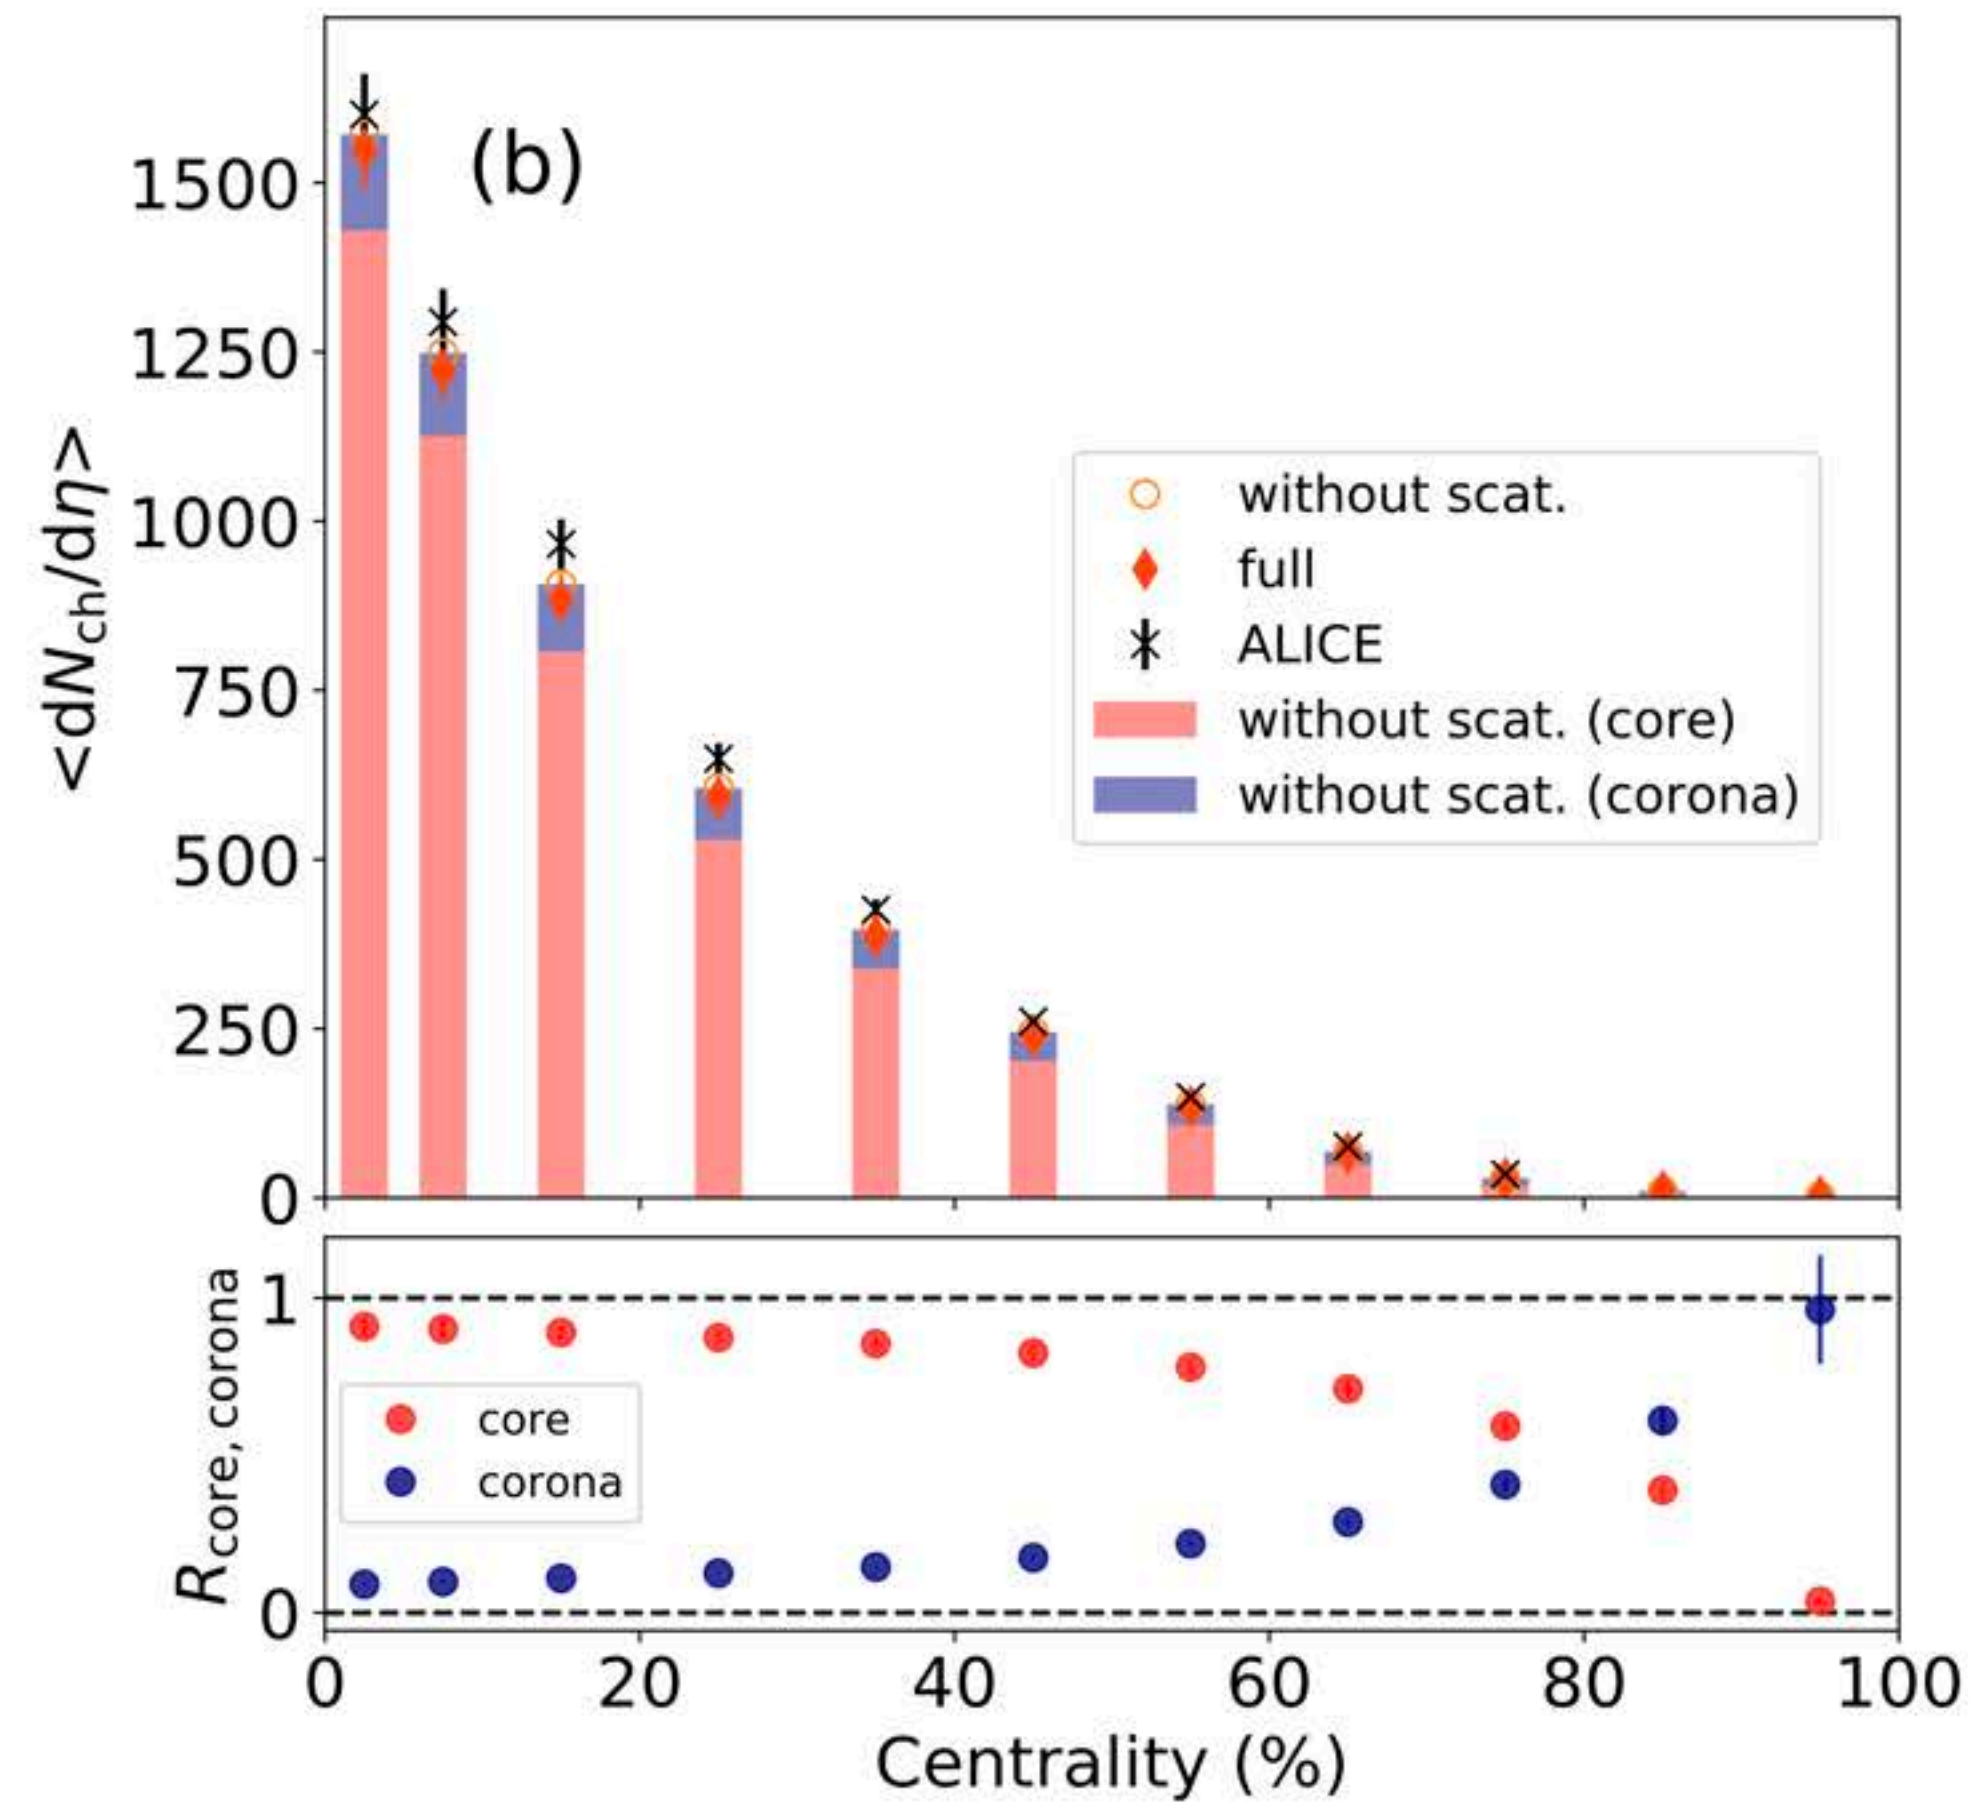 (b)
<dN_ch/dη>
1500
1250
1000
750
500
250
0
without scat.
full
ALICE
without scat. (core)
without scat. (corona)
R_core, corona
1
0
core
corona
0 20 40 60 80 100
Centrality (%)